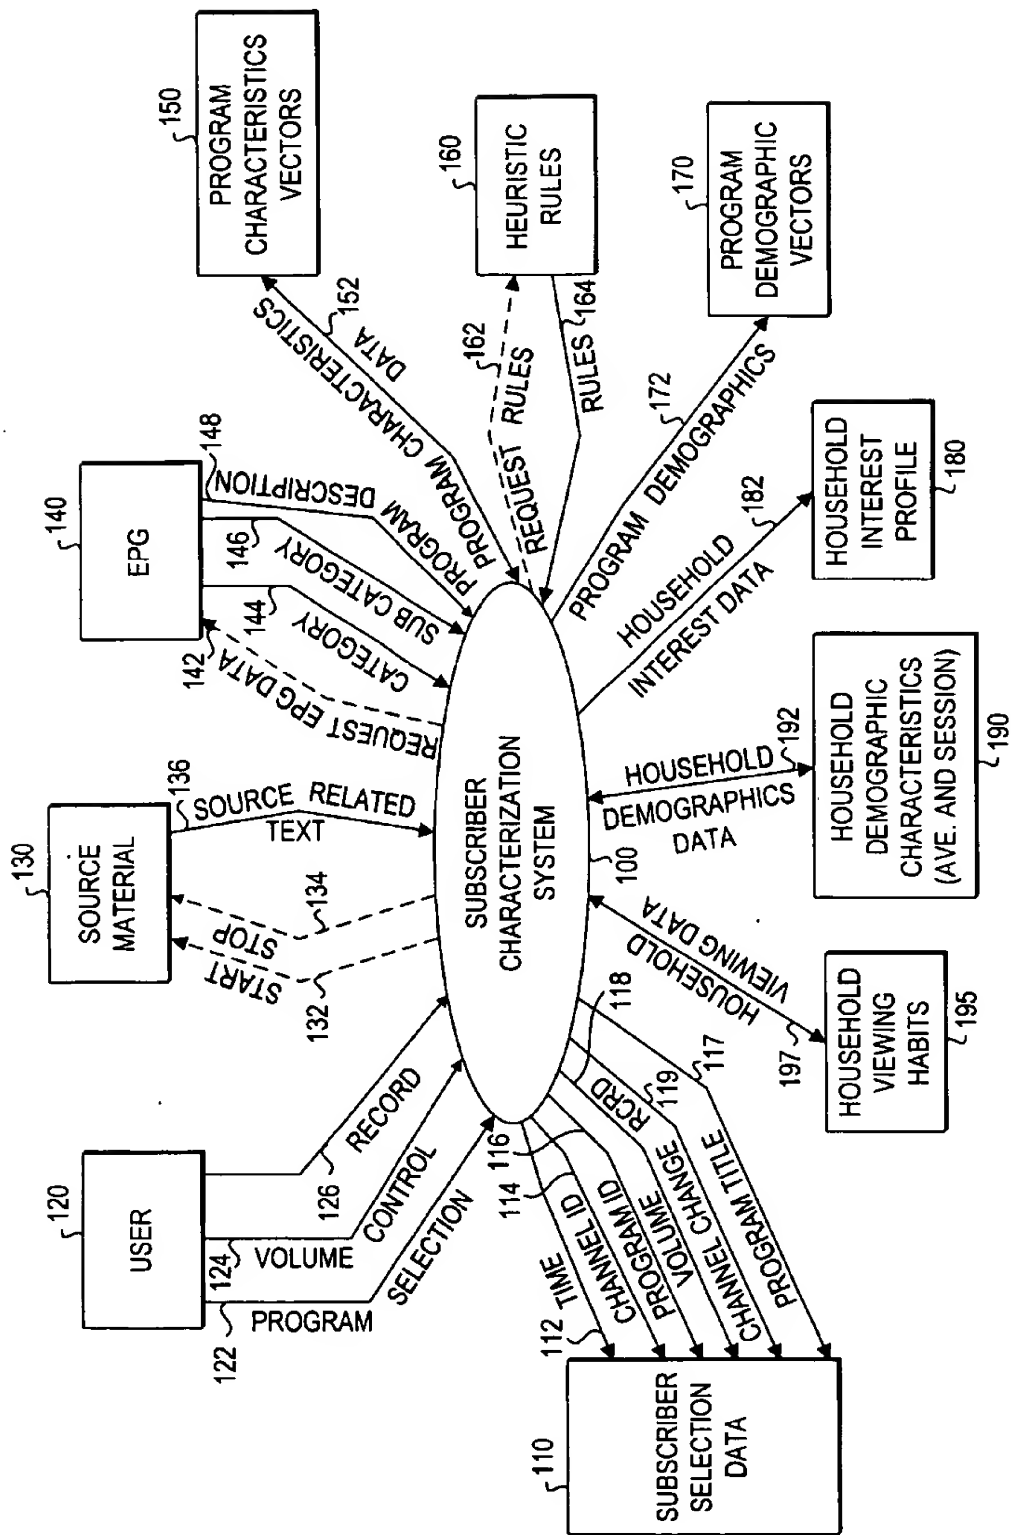 120
USER
122
124
126
PROGRAM
SELECTION
VOLUME
CONTROL
RECORD
130
SOURCE
MATERIAL
132
134
136
START
STOP
SOURCE RELATED
TEXT
140
EPG
142
144
146
148
REQUEST EPG DATA
CATEGORY
SUB CATEGORY
PROGRAM DESCRIPTION
150
PROGRAM
CHARACTERISTICS
VECTORS
152
PROGRAM CHARACTERISTICS
DATA
160
HEURISTIC
RULES
162
REQUEST RULES
164
RULES
170
PROGRAM
DEMOGRAPHIC
VECTORS
172
PROGRAM DEMOGRAPHICS
SUBSCRIBER
CHARACTERIZATION
SYSTEM
100
110
SUBSCRIBER
SELECTION
DATA
112
TIME
114
CHANNEL ID
116
PROGRAM ID
VOLUME
RCRD
118
119
CHANNEL CHANGE
117
PROGRAM TITLE
HOUSEHOLD
VIEWING DATA
197
HOUSEHOLD
VIEWING
HABITS
195
HOUSEHOLD
DEMOGRAPHICS
DATA
192
HOUSEHOLD
DEMOGRAPHIC
CHARACTERISTICS
(AVE. AND SESSION)
190
HOUSEHOLD
INTEREST DATA
182
HOUSEHOLD
INTEREST
PROFILE
180